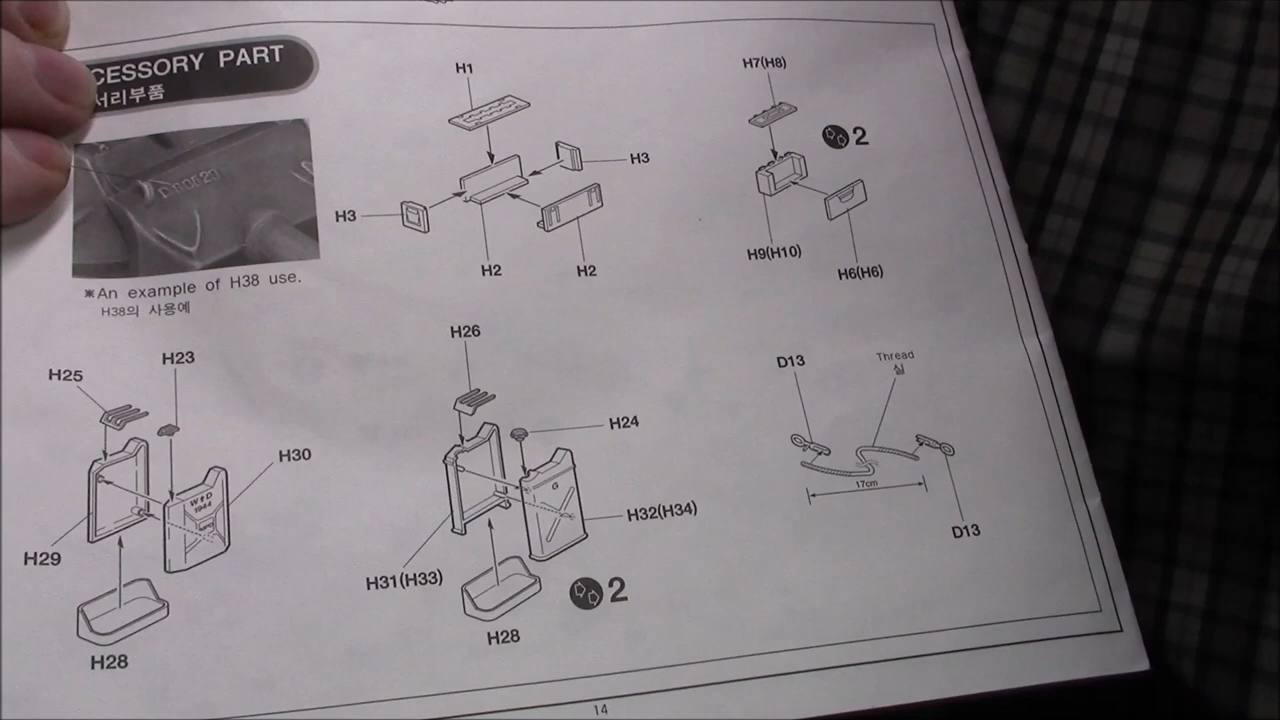 CESSORY PART
서리부품
D80529
※An example of H38 use.
H38의 사용예
H1
H3
H3
H2
H2
H7(H8)
2
H9(H10)
H6(H6)
H25
H23
H30
W↑D
1944
H29
H28
H26
H24
G
H32(H34)
H31(H33)
H28
2
D13
Thread
실
17cm
D13
14